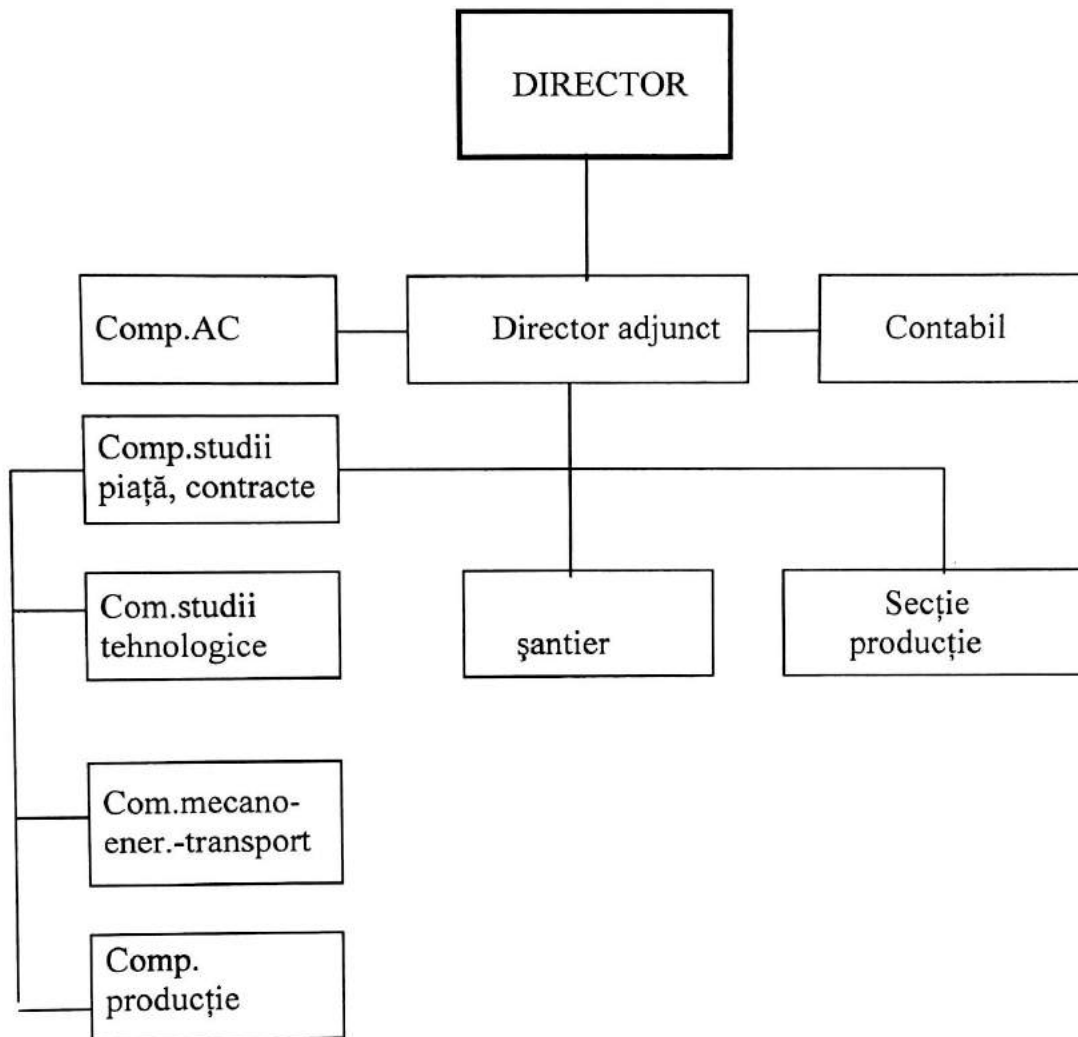 DIRECTOR
Comp.AC
Director adjunct
Contabil
Comp.studii
piață, contracte
Com.studii
tehnologice
şantier
Secție
producție
Com.mecano-
ener.-transport
Comp.
producție